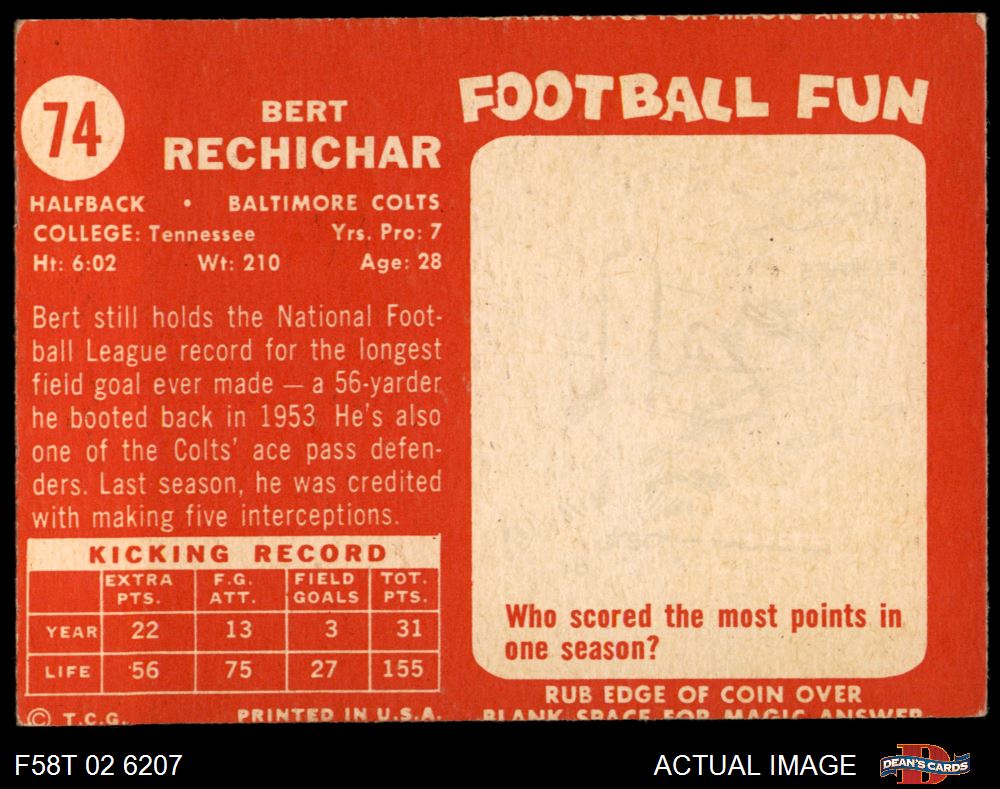 74
BERT
RECHICHAR
HALFBACK • BALTIMORE COLTS
COLLEGE: Tennessee Yrs. Pro: 7
Ht: 6:02 Wt: 210 Age: 28
Bert still holds the National Foot-
ball League record for the longest
field goal ever made — a 56-yarder
he booted back in 1953 He's also
one of the Colts' ace pass defen-
ders. Last season, he was credited
with making five interceptions.
KICKING RECORD
EXTRA PTS. F.G. ATT. FIELD GOALS TOT. PTS.
YEAR 22 13 3 31
LIFE 56 75 27 155
© T.C.G. PRINTED IN U.S.A.
BLANK SPACE FOR MAGIC ANSWER
FOOTBALL FUN
Who scored the most points in
one season?
RUB EDGE OF COIN OVER
BLANK SPACE FOR MAGIC ANSWER
F58T 02 6207
ACTUAL IMAGE
DEAN'S CARDS